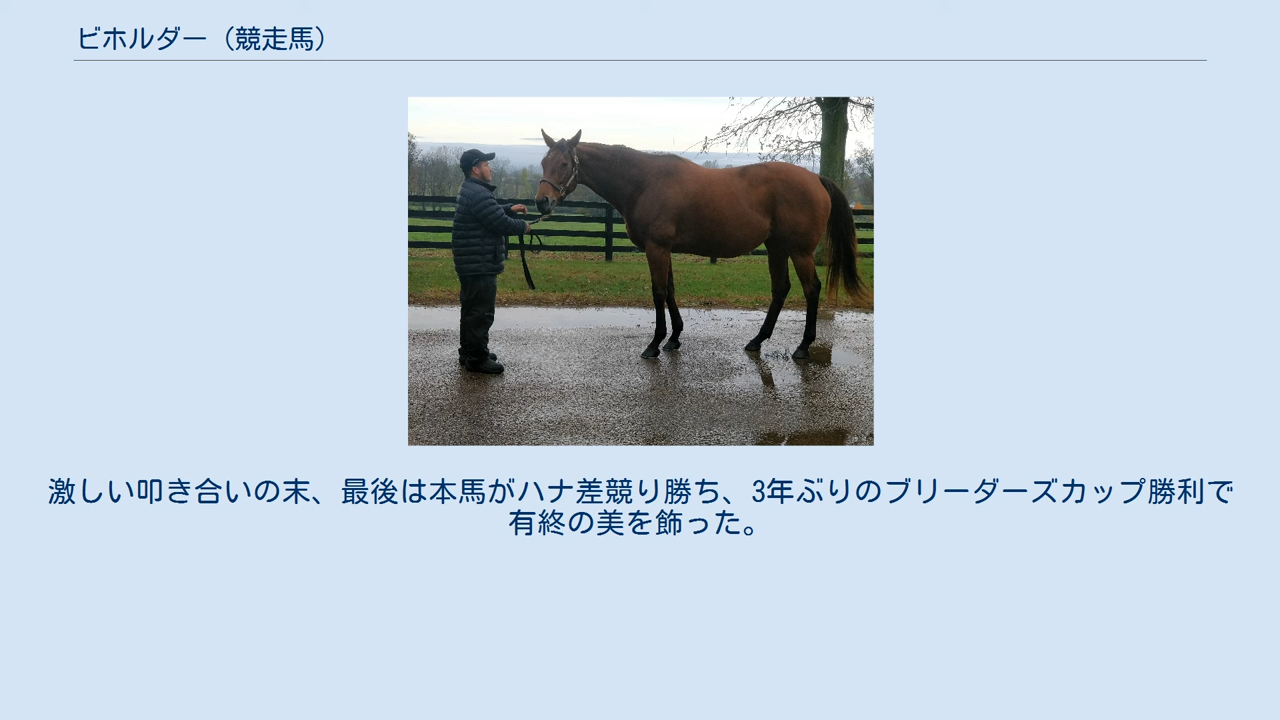 ビホルダー（競走馬）
激しい叩き合いの末、最後は本馬がハナ差競り勝ち、3年ぶりのブリーダーズカップ勝利で
有終の美を飾った。